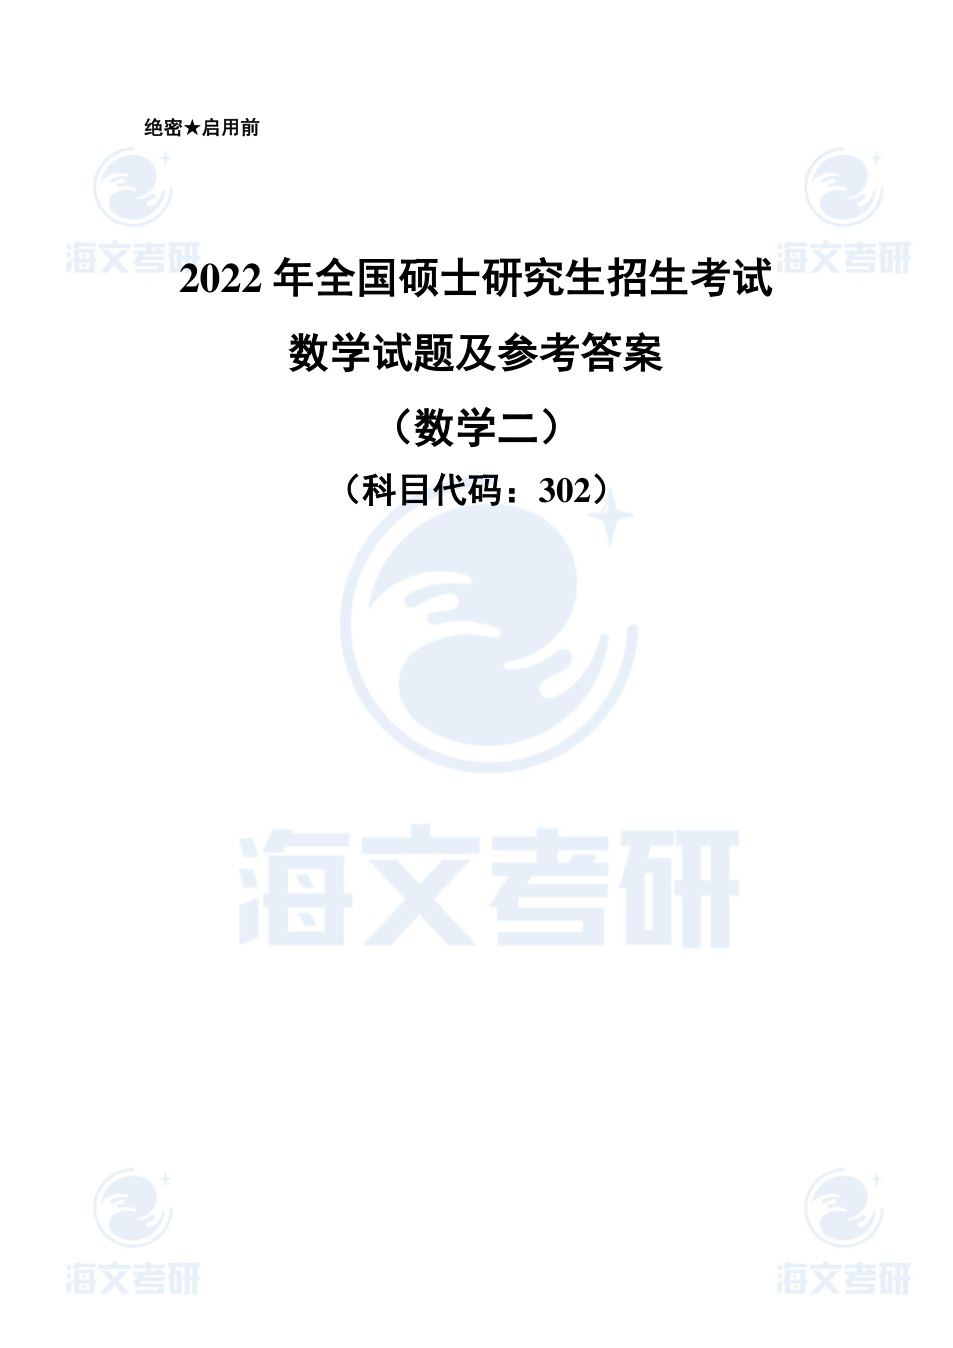 绝密★启用前
海文考研
海文考研
2022 年全国硕士研究生招生考试
数学试题及参考答案
（数学二）
（科目代码：302）
海文考研
海文考研
海文考研